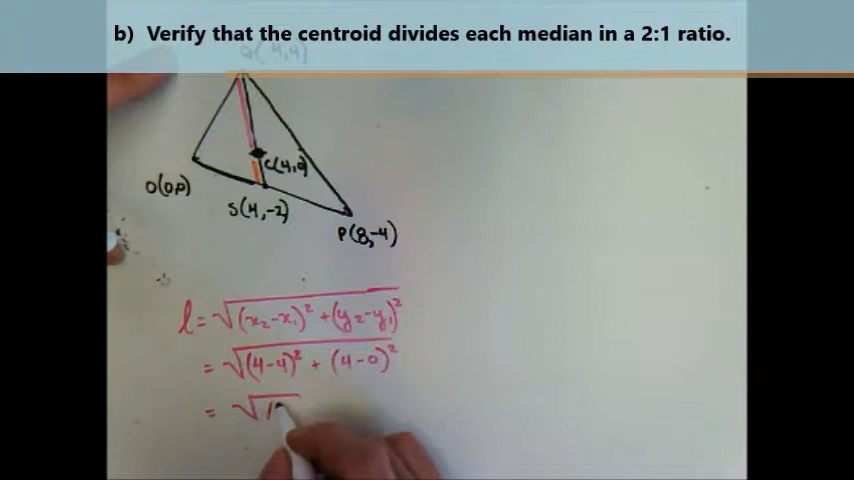 b) Verify that the centroid divides each median in a 2:1 ratio.
Q(4,4)
C(4,0)
O(0,0)
S(4,-2)
P(8,-4)
l = √(x₂-x₁)² + (y₂-y₁)²
= √(4-4)² + (4-0)²
= √1